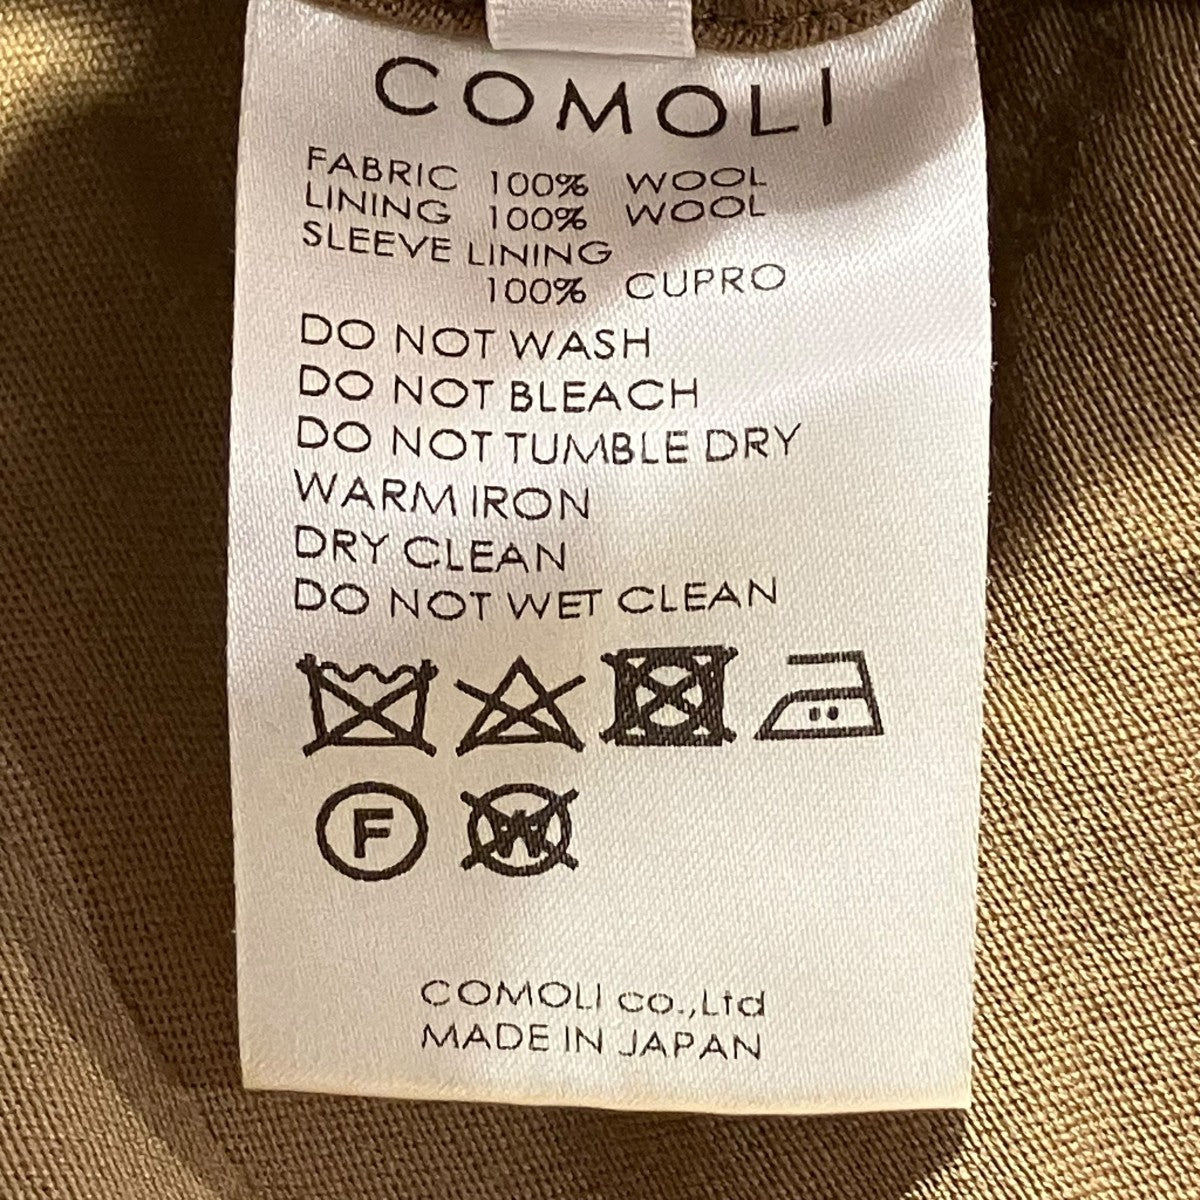 COMOLI
FABRIC 100% WOOL
LINING 100% WOOL
SLEEVE LINING
100% CUPRO
DO NOT WASH
DO NOT BLEACH
DO NOT TUMBLE DRY
WARM IRON
DRY CLEAN
DO NOT WET CLEAN
F W
COMOLI co.,Ltd
MADE IN JAPAN